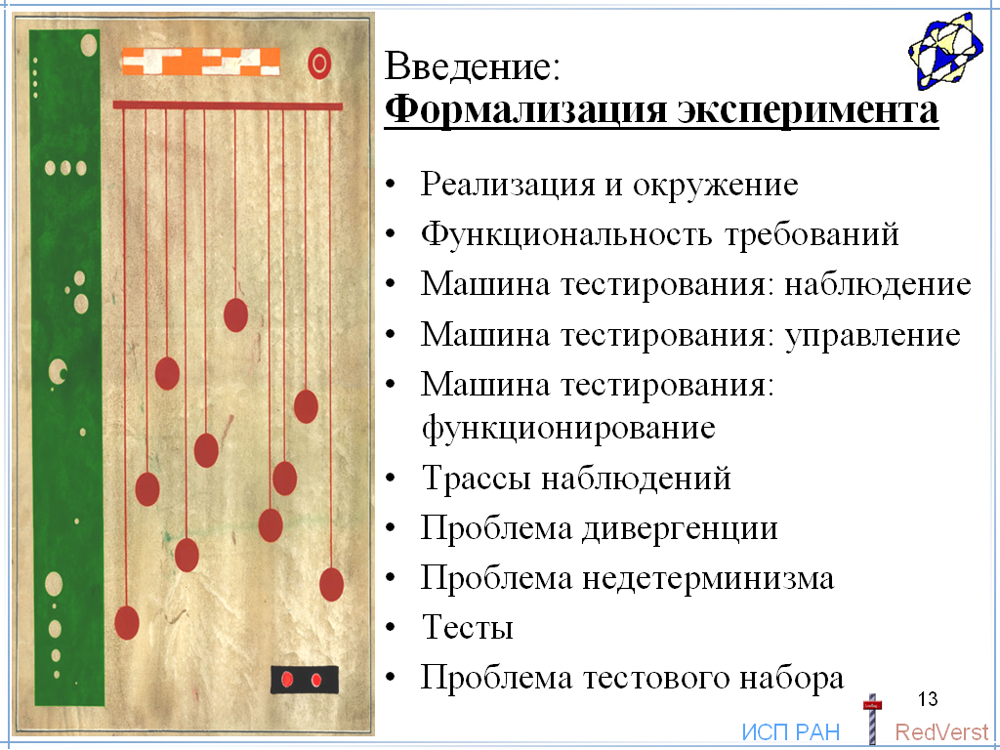 Введение:
Формализация эксперимента
• Реализация и окружение
• Функциональность требований
• Машина тестирования: наблюдение
• Машина тестирования: управление
• Машина тестирования:
функционирование
• Трассы наблюдений
• Проблема дивергенции
• Проблема недетерминизма
• Тесты
• Проблема тестового набора
13
ИСП РАН
RedVerst